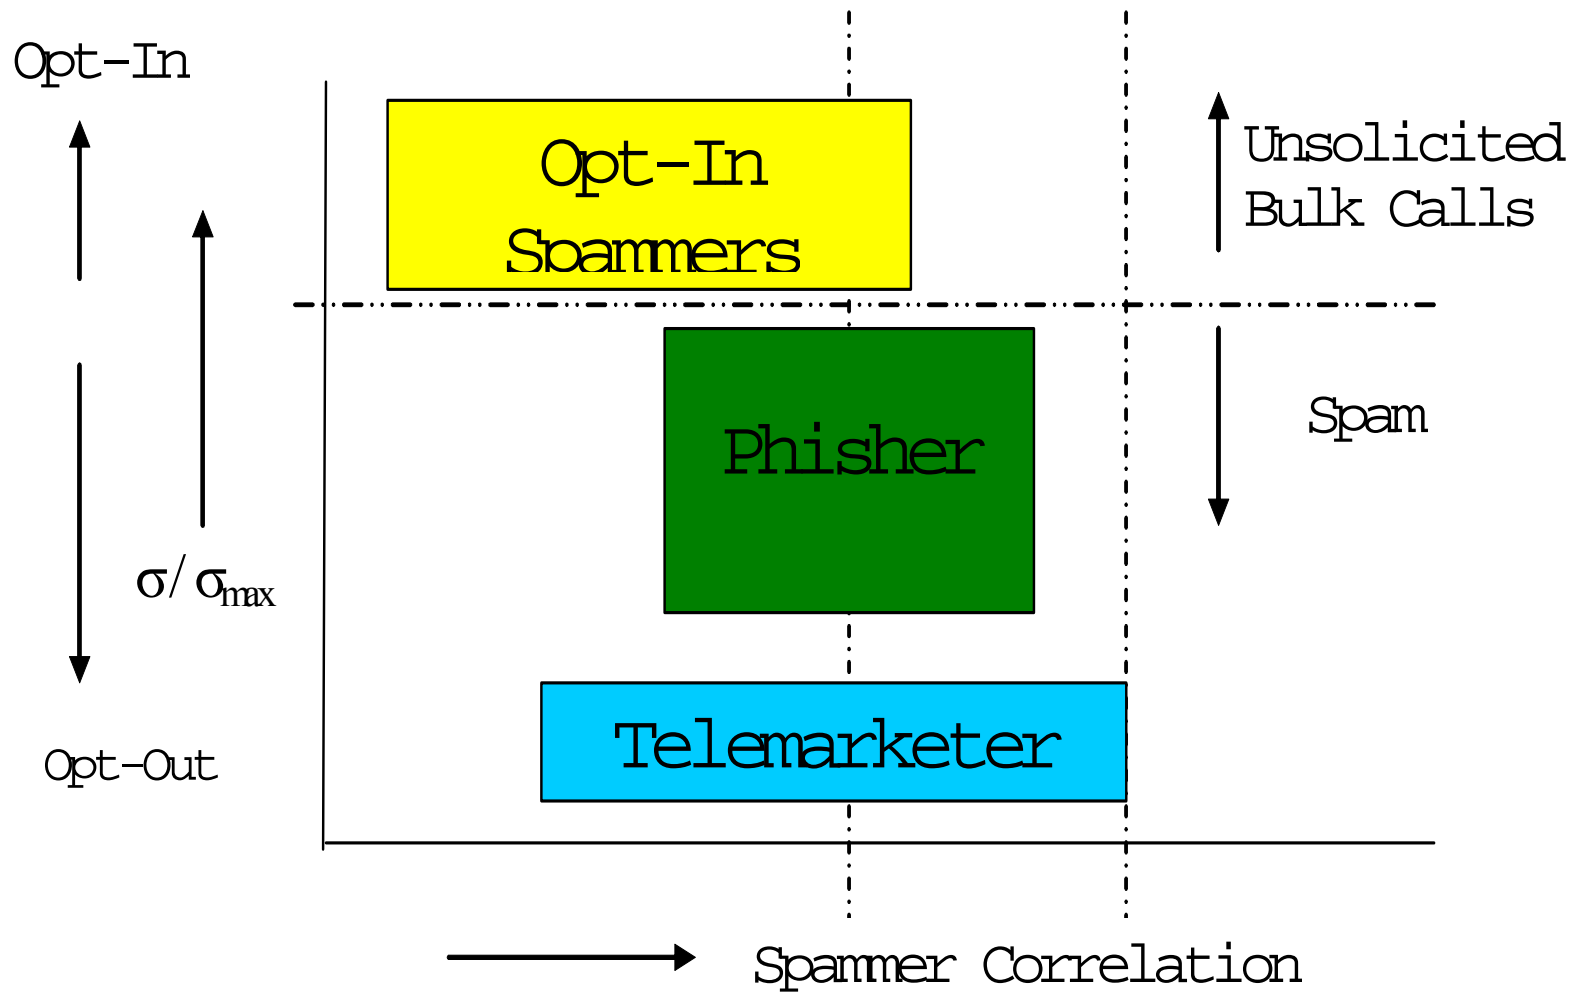 Opt-In
Opt-In
Spammers
Unsolicited
Bulk Calls
Phisher
Spam
σ/σmax
Telemarketer
Opt-Out
Spammer Correlation